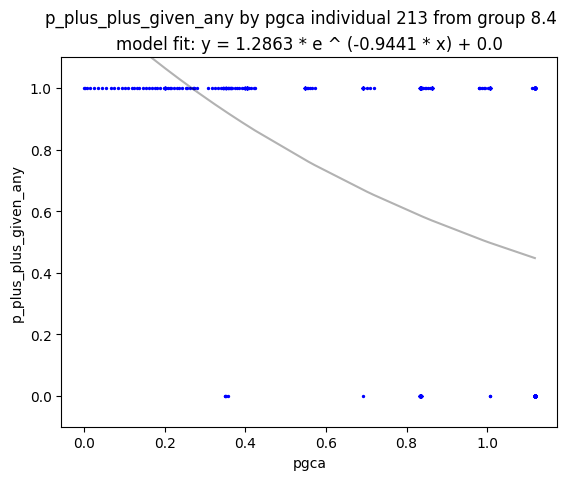 p_plus_plus_given_any by pgca individual 213 from group 8.4
model fit: y = 1.2863 * e ^ (-0.9441 * x) + 0.0
p_plus_plus_given_any
1.0
0.8
0.6
0.4
0.2
0.0
0.0 0.2 0.4 0.6 0.8 1.0
pgca